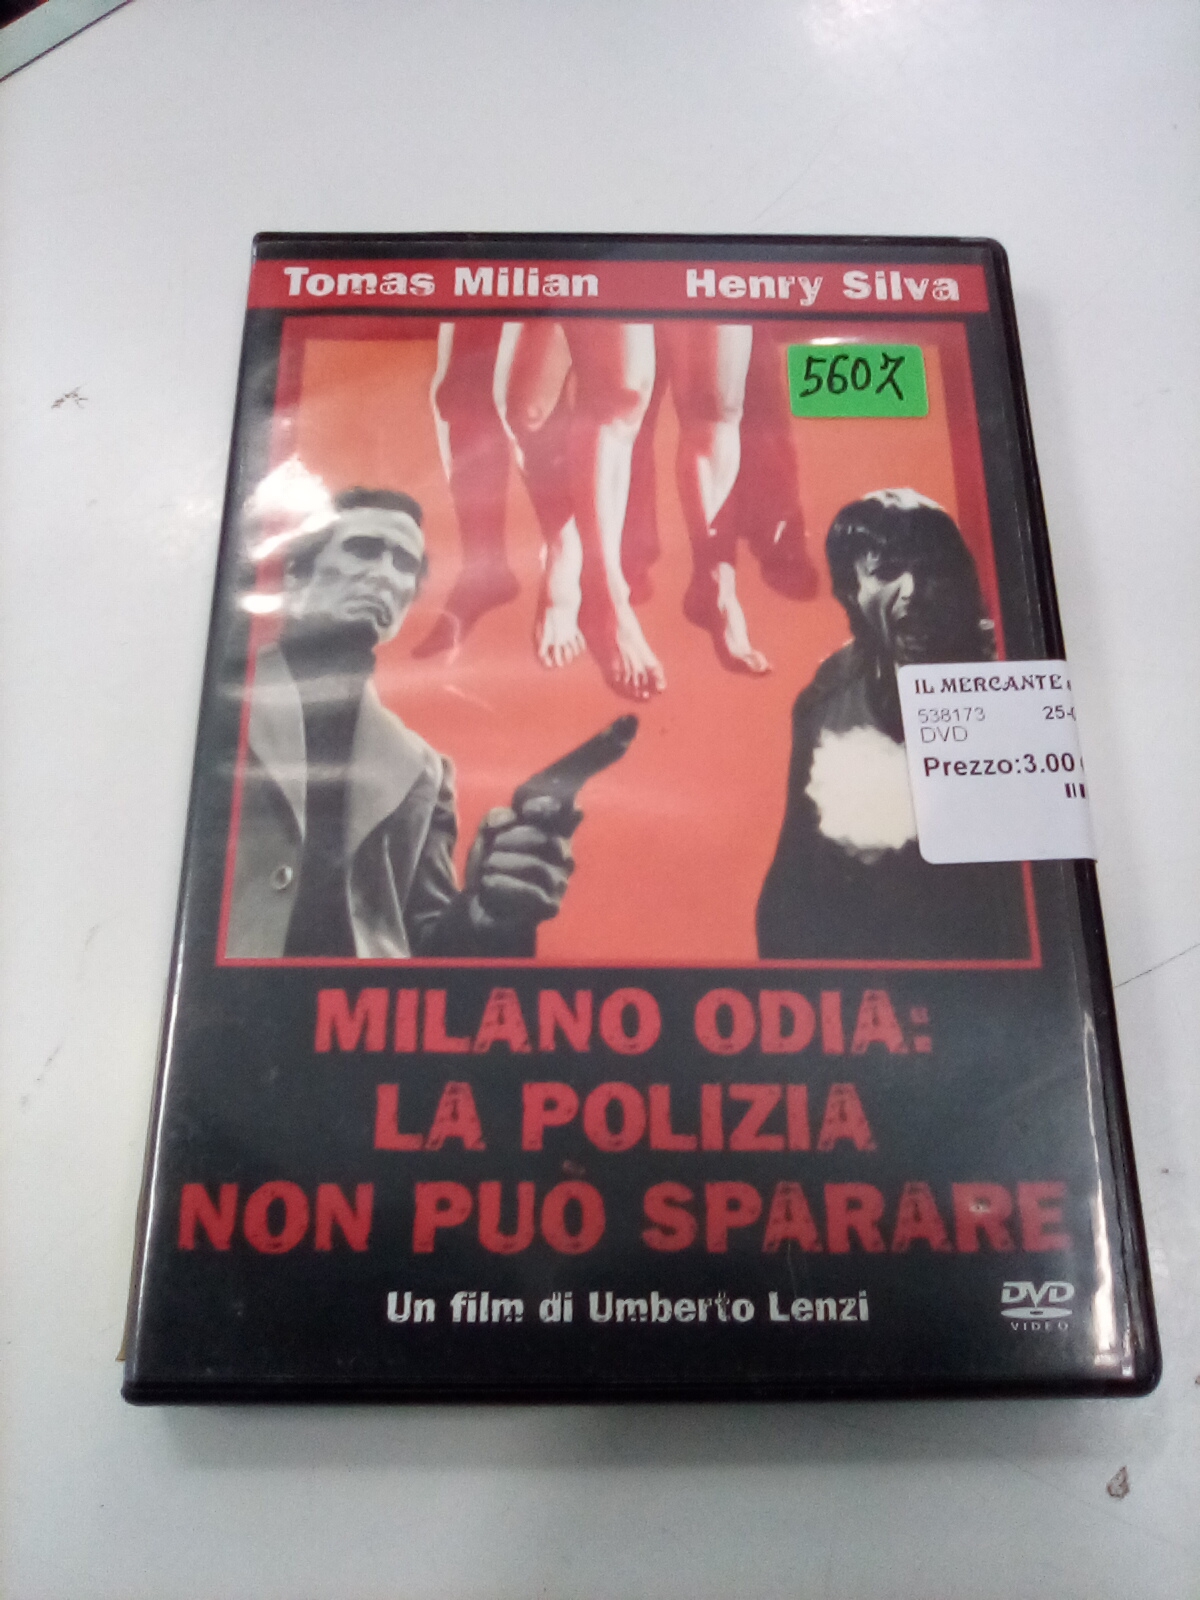 Tomas Milian Henry Silva
560
IL MERCANTE
538173 25-
DVD
Prezzo:3.00
MILANO ODIA:
LA POLIZIA
NON PUÒ SPARARE
Un film di Umberto Lenzi
DVD
VIDEO